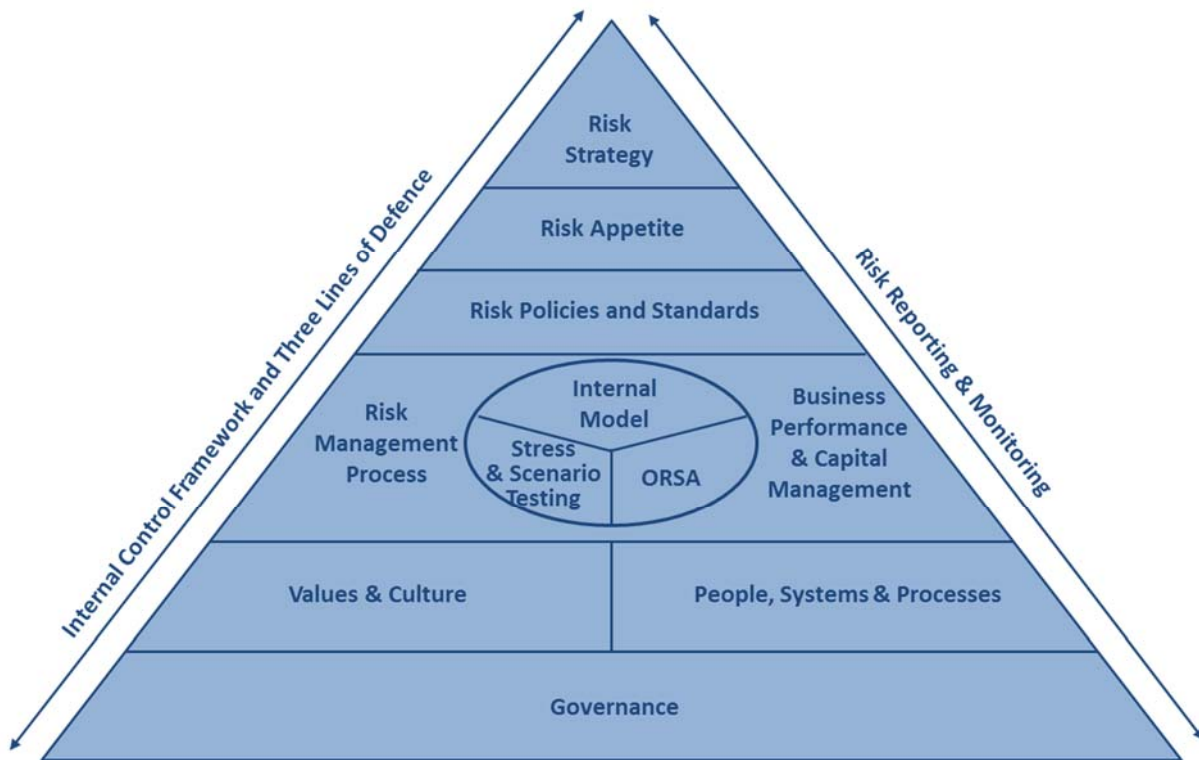 Risk
Strategy
Risk Appetite
Risk Policies and Standards
Risk
Management
Process
Internal
Model
Stress
& Scenario
Testing
ORSA
Business
Performance
& Capital
Management
Values & Culture
People, Systems & Processes
Governance
Internal Control Framework and Three Lines of Defence
Risk Reporting & Monitoring